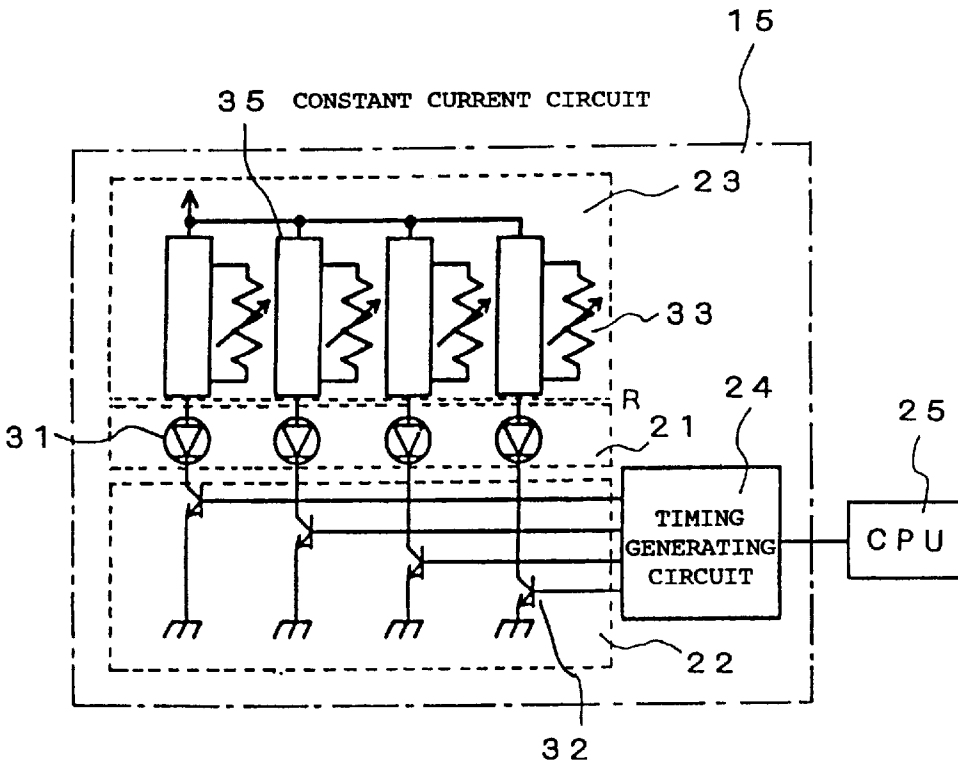 15
35 CONSTANT CURRENT CIRCUIT
23
33
R
24
31
21
25
TIMING
GENERATING
CIRCUIT
CPU
22
32